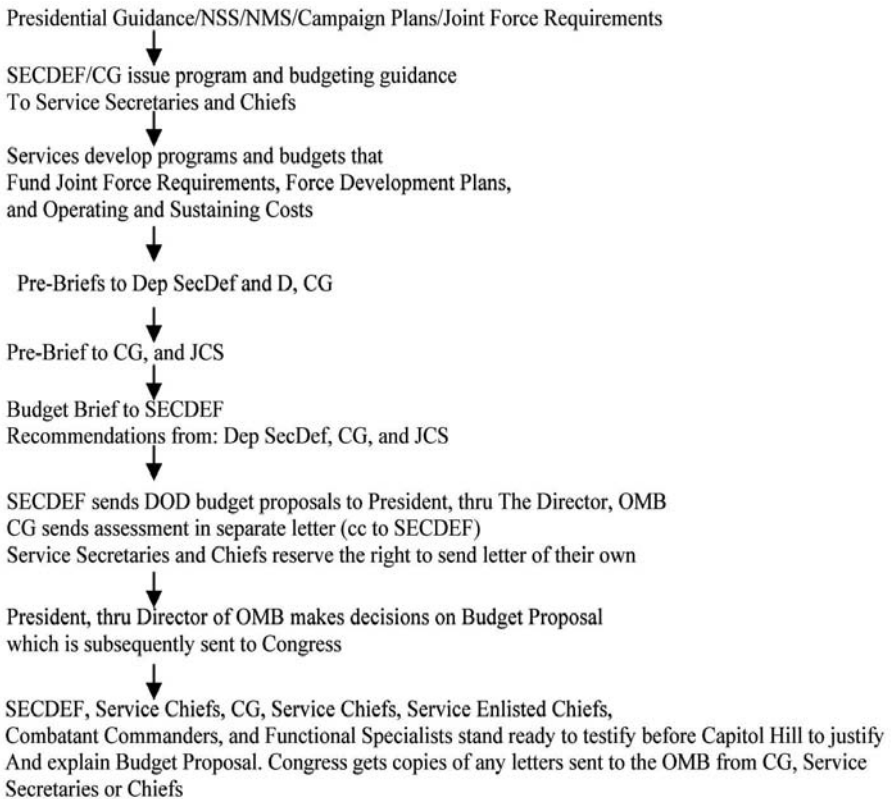 Presidential Guidance/NSS/NMS/Campaign Plans/Joint Force Requirements
SECDEF/CG issue program and budgeting guidance
To Service Secretaries and Chiefs
Services develop programs and budgets that
Fund Joint Force Requirements, Force Development Plans,
and Operating and Sustaining Costs
Pre-Briefs to Dep SecDef and D, CG
Pre-Brief to CG, and JCS
Budget Brief to SECDEF
Recommendations from: Dep SecDef, CG, and JCS
SECDEF sends DOD budget proposals to President, thru The Director, OMB
CG sends assessment in separate letter (cc to SECDEF)
Service Secretaries and Chiefs reserve the right to send letter of their own
President, thru Director of OMB makes decisions on Budget Proposal
which is subsequently sent to Congress
SECDEF, Service Chiefs, CG, Service Chiefs, Service Enlisted Chiefs,
Combatant Commanders, and Functional Specialists stand ready to testify before Capitol Hill to justify
And explain Budget Proposal. Congress gets copies of any letters sent to the OMB from CG, Service
Secretaries or Chiefs